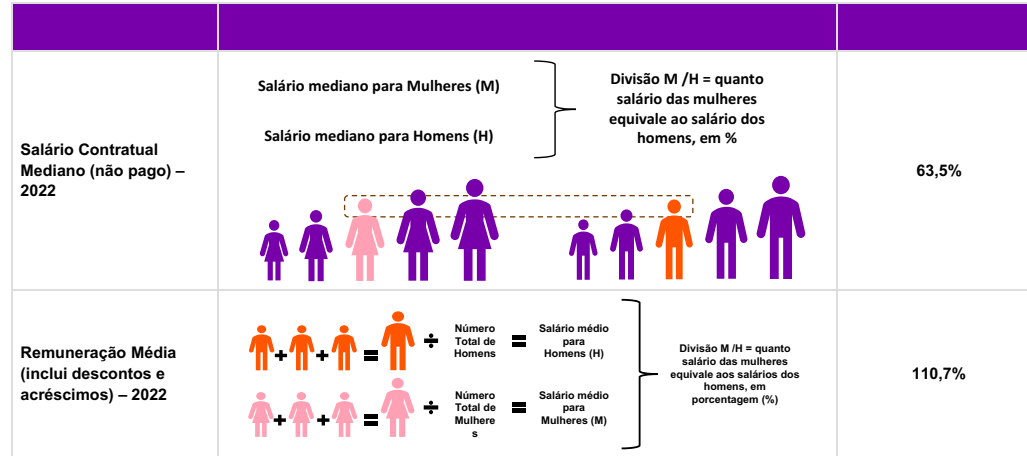 Salário mediano para Mulheres (M)
Salário mediano para Homens (H)
Divisão M /H = quanto
salário das mulheres
equivale ao salário dos
homens, em %
Salário Contratual
Mediano (não pago) –
2022
63,5%
Remuneração Média
(inclui descontos e
acréscimos) – 2022
+ + = ÷
Número
Total de
Homens
=
Salário médio
para
Homens (H)
+ + = ÷
Número
Total de
Mulhere
s
=
Salário médio
para
Mulheres (M)
Divisão M /H = quanto
salário das mulheres
equivale aos salários dos
homens, em
porcentagem (%)
110,7%